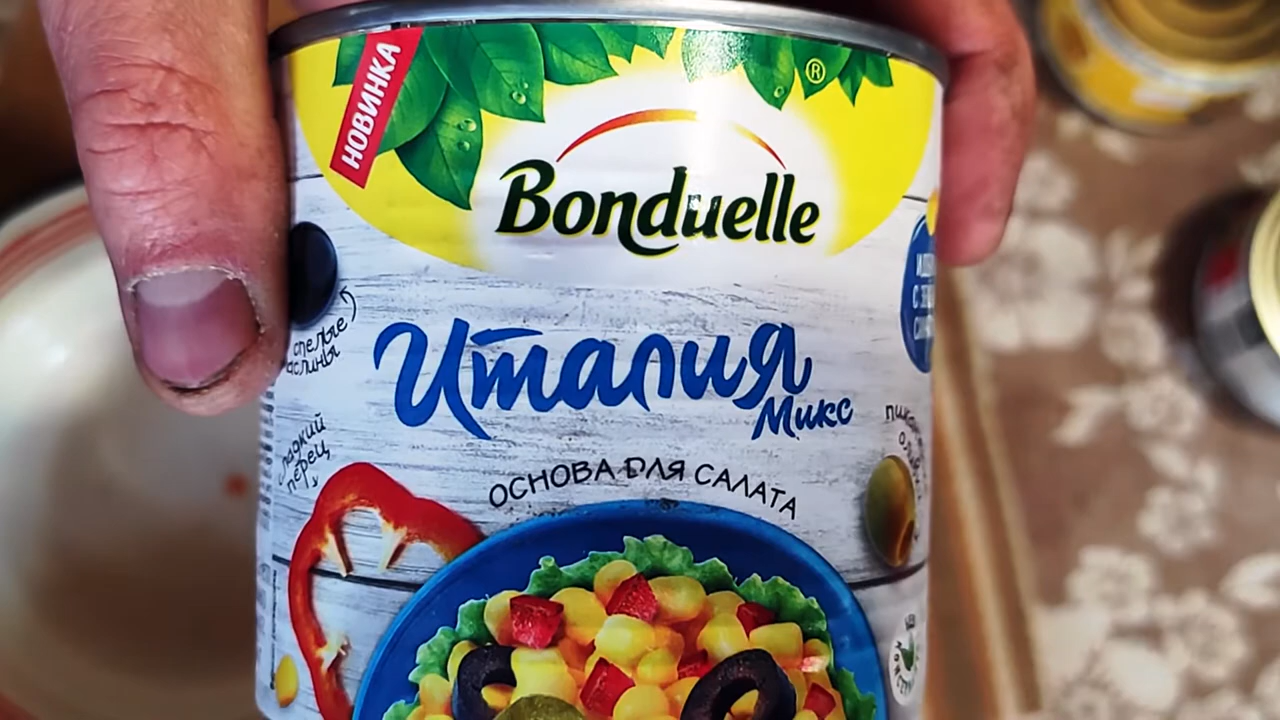 НОВИНКА
®
Bonduelle
спелые
маслины
Италия
Микс
сладкий
перец
ОСНОВА ДЛЯ САЛАТА